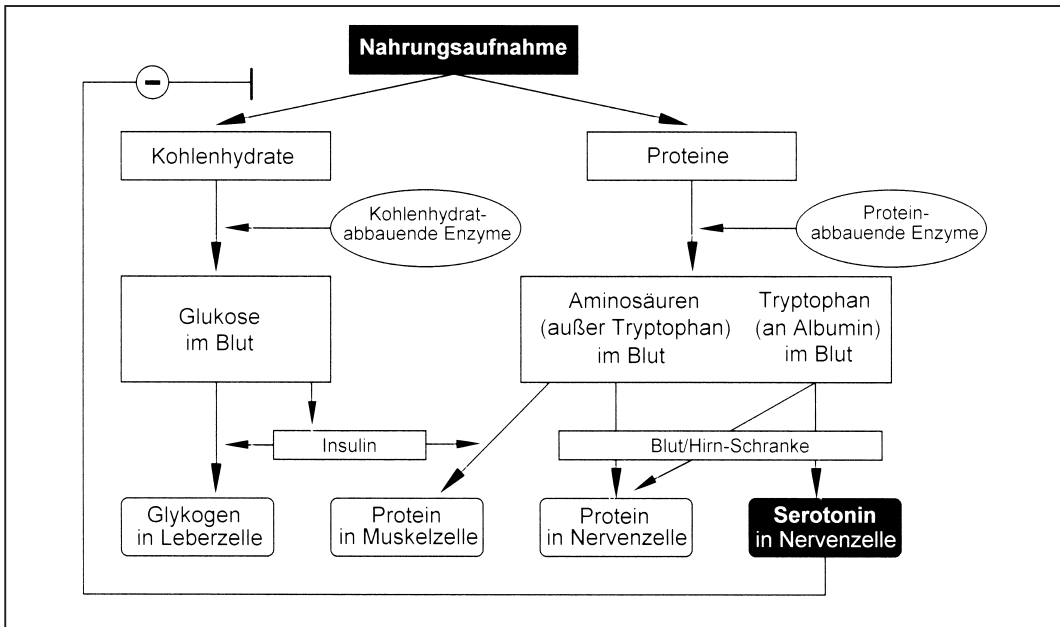 Nahrungsaufnahme
−
Kohlenhydrate
Proteine
Kohlenhydrat-
abbauende Enzyme
Protein-
abbauende Enzyme
Glukose
im Blut
Aminosäuren
(außer Tryptophan)
im Blut
Tryptophan
(an Albumin)
im Blut
Insulin
Blut/Hirn-Schranke
Glykogen
in Leberzelle
Protein
in Muskelzelle
Protein
in Nervenzelle
Serotonin
in Nervenzelle